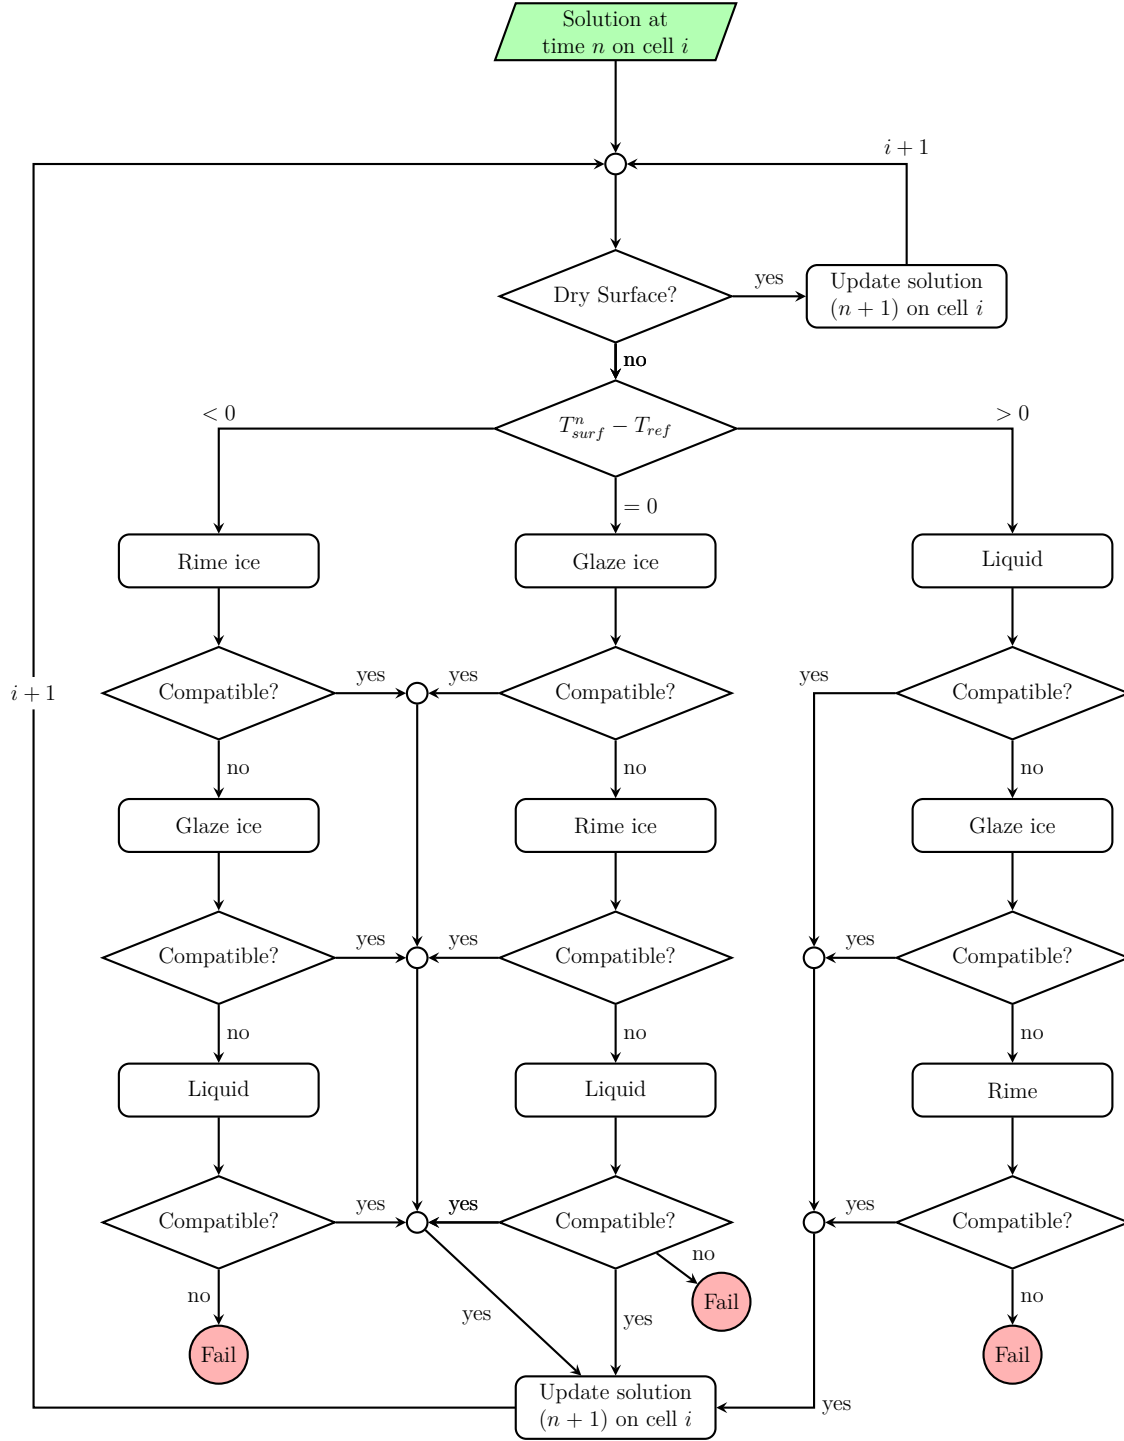 Solution at
time n on cell i
i + 1
Dry Surface?
yes
Update solution
(n + 1) on cell i
no
< 0
T^n_surf − T_ref
> 0
= 0
Rime ice
Glaze ice
Liquid
Compatible?
yes
yes
Compatible?
yes
Compatible?
i + 1
no
no
no
Glaze ice
Rime ice
Glaze ice
Compatible?
yes
yes
Compatible?
yes
Compatible?
no
no
no
Liquid
Liquid
Rime
Compatible?
yes
yes
Compatible?
yes
Compatible?
no
no
no
Fail
yes
yes
Fail
Fail
Update solution
(n + 1) on cell i
yes